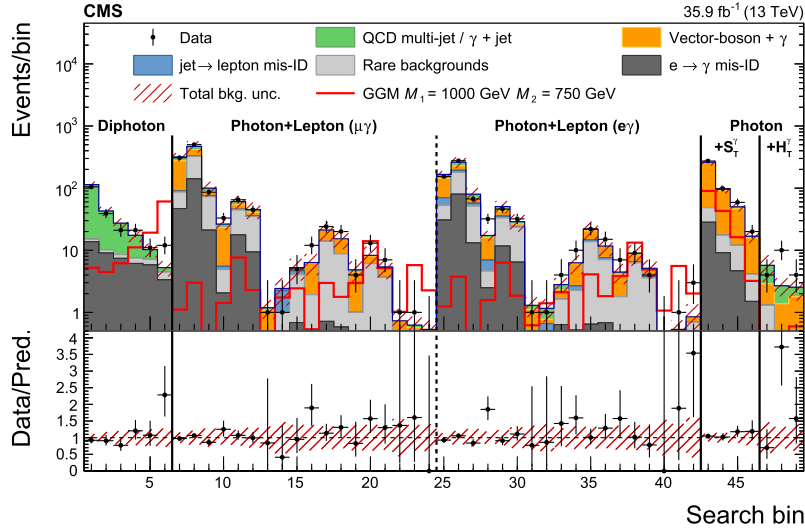 CMS 35.9 fb⁻¹ (13 TeV)
Data QCD multi-jet / γ + jet Vector-boson + γ
jet→ lepton mis-ID Rare backgrounds e → γ mis-ID
Total bkg. unc. GGM M₁ = 1000 GeV M₂ = 750 GeV
Events/bin
10⁴
10³
10²
10
1
Diphoton Photon+Lepton (μγ) Photon+Lepton (eγ) Photon
+S_T^γ +H_T^γ
Data/Pred.
4
3.5
3
2.5
2
1.5
1
0.5
0
5 10 15 20 25 30 35 40 45
Search bin